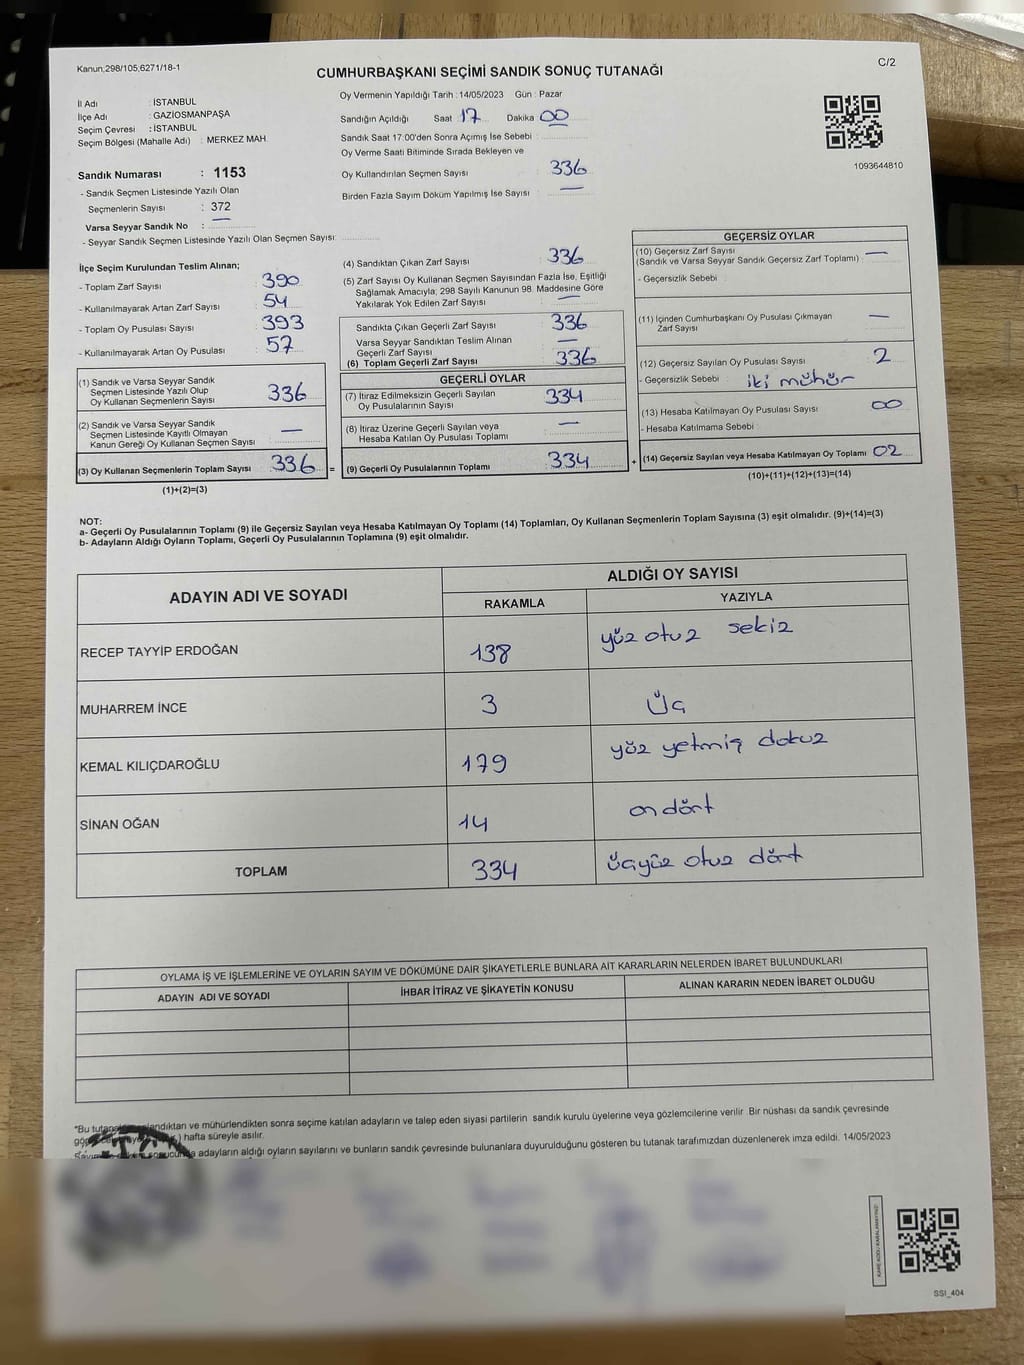 Kanun,298/105,6271/18-1
C/2
CUMHURBAŞKANI SEÇİMİ SANDIK SONUÇ TUTANAĞI
İl Adı : İSTANBUL
İlçe Adı : GAZİOSMANPAŞA
Seçim Çevresi : İSTANBUL
Seçim Bölgesi (Mahalle Adı) : MERKEZ MAH.
Sandık Numarası : 1153
- Sandık Seçmen Listesinde Yazılı Olan
Seçmenlerin Sayısı : 372
Varsa Seyyar Sandık No : —
- Seyyar Sandık Seçmen Listesinde Yazılı Olan Seçmen Sayısı:
Oy Vermenin Yapıldığı Tarih : 14/05/2023 Gün : Pazar
Sandığın Açıldığı Saat 17 Dakika 00
Sandık Saat 17:00'den Sonra Açımış İse Sebebi :
Oy Verme Saati Bitiminde Sırada Bekleyen ve
Oy Kullandırılan Seçmen Sayısı : 336
Birden Fazla Sayım Döküm Yapılmış İse Sayısı : —
1093644810
İlçe Seçim Kurulundan Teslim Alınan;
- Toplam Zarf Sayısı : 390
- Kullanılmayarak Artan Zarf Sayısı : 54
- Toplam Oy Pusulası Sayısı : 393
- Kullanılmayarak Artan Oy Pusulası : 57
(1) Sandık ve Varsa Seyyar Sandık
Seçmen Listesinde Yazılı Olup
Oy Kullanan Seçmenlerin Sayısı : 336
(2) Sandık ve Varsa Seyyar Sandık
Seçmen Listesinde Kayıtlı Olmayan
Kanun Gereği Oy Kullanan Seçmen Sayısı : —
(3) Oy Kullanan Seçmenlerin Toplam Sayısı : 336 =
(1)+(2)=(3)
(4) Sandıktan Çıkan Zarf Sayısı : 336
(5) Zarf Sayısı Oy Kullanan Seçmen Sayısından Fazla İse, Eşitliği
Sağlamak Amacıyla; 298 Sayılı Kanunun 98. Maddesine Göre
Yakılarak Yok Edilen Zarf Sayısı : —
Sandıkta Çıkan Geçerli Zarf Sayısı : 336
Varsa Seyyar Sandıktan Teslim Alınan
Geçerli Zarf Sayısı : —
(6) Toplam Geçerli Zarf Sayısı : 336
GEÇERLİ OYLAR
(7) İtiraz Edilmeksizin Geçerli Sayılan
Oy Pusulalarının Sayısı : 334
(8) İtiraz Üzerine Geçerli Sayılan veya
Hesaba Katılan Oy Pusulası Toplamı : —
(9) Geçerli Oy Pusulalarının Toplamı : 334 +
GEÇERSİZ OYLAR
(10) Geçersiz Zarf Sayısı
(Sandık ve Varsa Seyyar Sandık Geçersiz Zarf Toplamı) : —
- Geçersizlik Sebebi :
(11) İçinden Cumhurbaşkanı Oy Pusulası Çıkmayan
Zarf Sayısı : —
(12) Geçersiz Sayılan Oy Pusulası Sayısı : 2
- Geçersizlik Sebebi : iki mühür
(13) Hesaba Katılmayan Oy Pusulası Sayısı : 00
- Hesaba Katılmama Sebebi :
(14) Geçersiz Sayılan veya Hesaba Katılmayan Oy Toplamı : 02
(10)+(11)+(12)+(13)=(14)
NOT:
a- Geçerli Oy Pusulalarının Toplamı (9) ile Geçersiz Sayılan veya Hesaba Katılmayan Oy Toplamı (14) Toplamları, Oy Kullanan Seçmenlerin Toplam Sayısına (3) eşit olmalıdır. (9)+(14)=(3)
b- Adayların Aldığı Oyların Toplamı, Geçerli Oy Pusulalarının Toplamına (9) eşit olmalıdır.
ADAYIN ADI VE SOYADI
ALDIĞI OY SAYISI
RAKAMLA YAZIYLA
RECEP TAYYİP ERDOĞAN 138 yüz otuz sekiz
MUHARREM İNCE 3 üç
KEMAL KILIÇDAROĞLU 179 yüz yetmiş dokuz
SİNAN OĞAN 14 on dört
TOPLAM 334 üçyüz otuz dört
OYLAMA İŞ VE İŞLEMLERİNE VE OYLARIN SAYIM VE DÖKÜMÜNE DAİR ŞİKAYETLERLE BUNLARA AİT KARARLARIN NELERDEN İBARET BULUNDUKLARI
ADAYIN ADI VE SOYADI İHBAR İTİRAZ VE ŞİKAYETİN KONUSU ALINAN KARARIN NEDEN İBARET OLDUĞU
*Bu tutanak mühürlendikten sonra seçime katılan adayların ve talep eden siyasi partilerin sandık kurulu üyelerine veya gözlemcilerine verilir. Bir nüshası da sandık çevresinde
hafta süreyle asılır.
sonucunda adayların aldığı oyların sayılarını ve bunların sandık çevresinde bulunanlara duyurulduğunu gösteren bu tutanak tarafımızdan düzenlenerek imza edildi. 14/05/2023
SSI_404